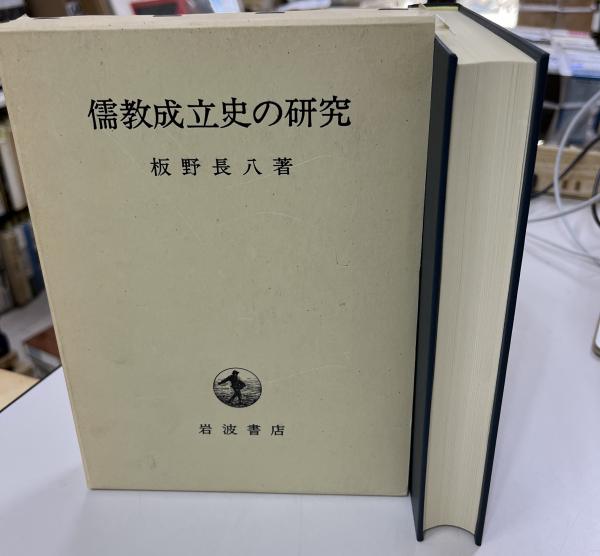 儒教成立史の研究
板野長八著
岩波書店